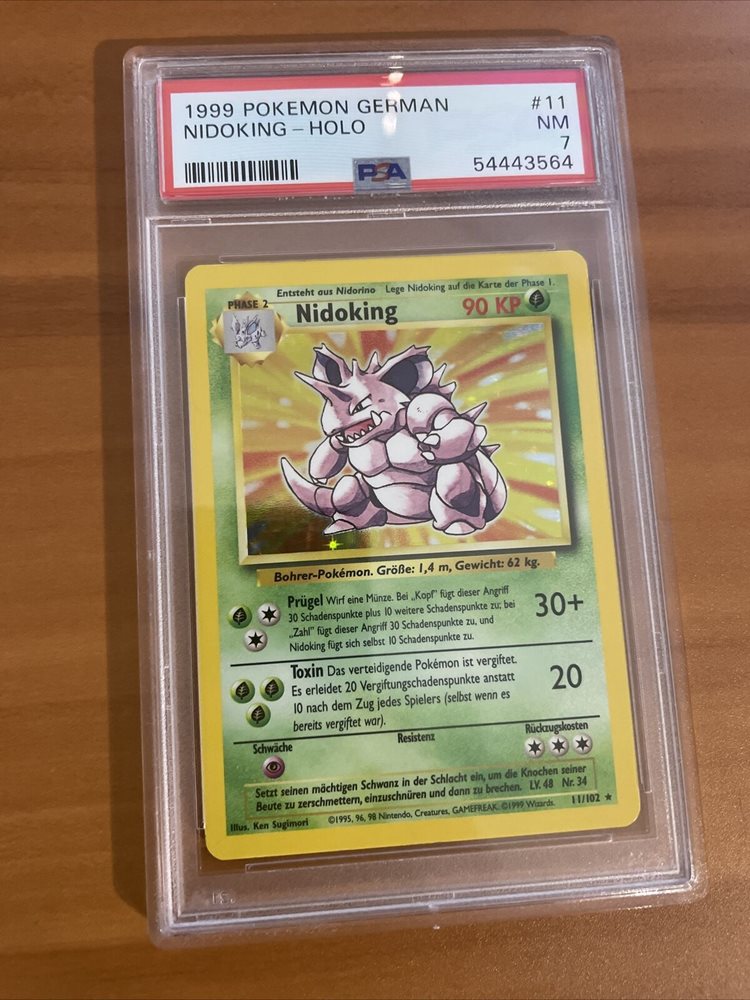 1999 POKEMON GERMAN #11
NIDOKING – HOLO NM
7
PSA 54443564
Entsteht aus Nidorino Lege Nidoking auf die Karte der Phase 1.
PHASE 2 Nidoking 90 KP
Bohrer-Pokémon. Größe: 1,4 m, Gewicht: 62 kg.
Prügel Wirf eine Münze. Bei „Kopf" fügt dieser Angriff
30 Schadenspunkte plus 10 weitere Schadenspunkte zu; bei 30+
„Zahl" fügt dieser Angriff 30 Schadenspunkte zu, und
Nidoking fügt sich selbst 10 Schadenspunkte zu.
Toxin Das verteidigende Pokémon ist vergiftet.
Es erleidet 20 Vergiftungschadenspunkte anstatt 20
10 nach dem Zug jedes Spielers (selbst wenn es
bereits vergiftet war).
Schwäche Resistenz Rückzugskosten
Setzt seinen mächtigen Schwanz in der Schlacht ein, um die Knochen seiner
Beute zu zerschmettern, einzuschnüren und dann zu brechen. LV. 48 Nr. 34
Illus. Ken Sugimori ©1995, 96, 98 Nintendo, Creatures, GAMEFREAK. ©1999 Wizards. 11/102 ★